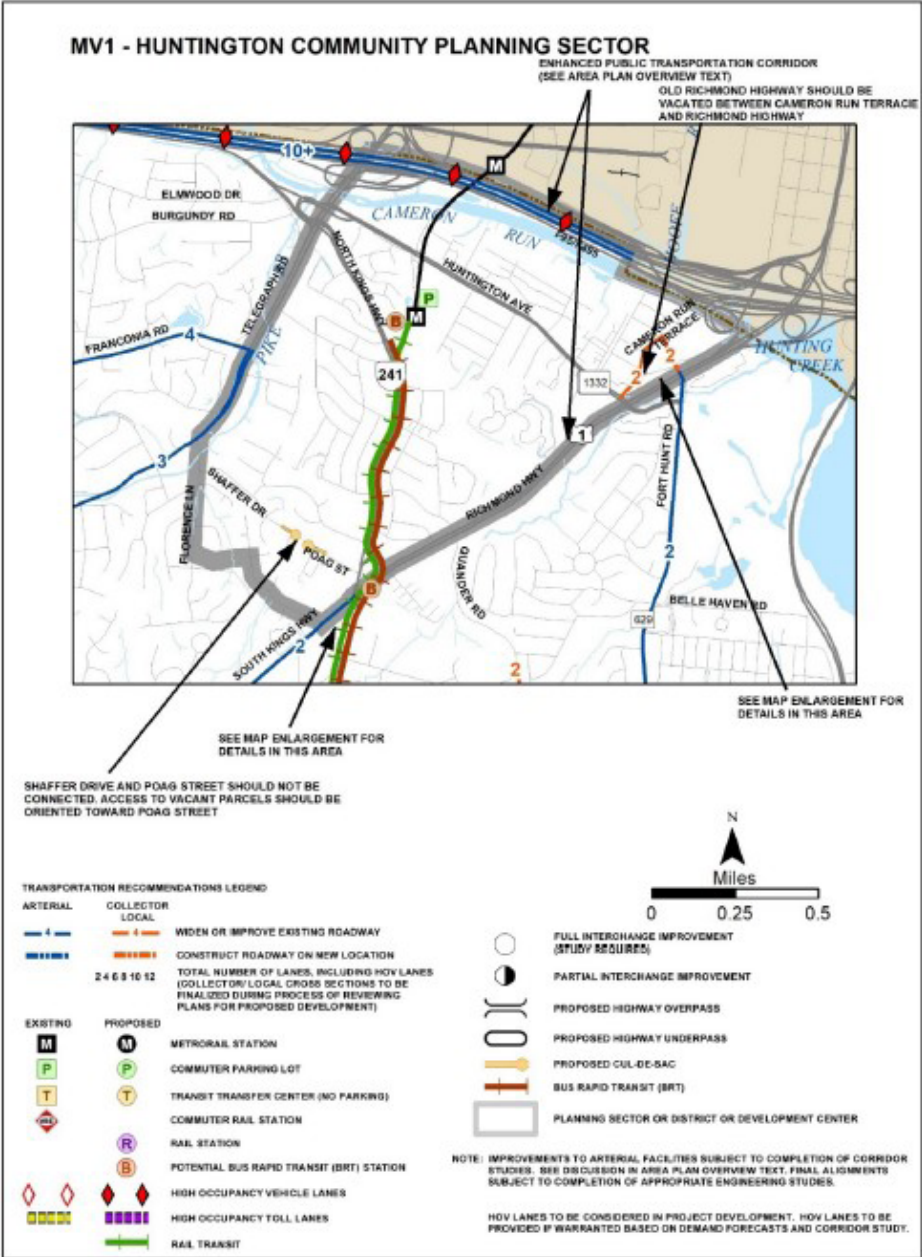 MV1 - HUNTINGTON COMMUNITY PLANNING SECTOR
ENHANCED PUBLIC TRANSPORTATION CORRIDOR
(SEE AREA PLAN OVERVIEW TEXT)
OLD RICHMOND HIGHWAY SHOULD BE
VACATED BETWEEN CAMERON RUN TERRACE
AND RICHMOND HIGHWAY
10+
M
ELMWOOD DR
BURGUNDY RD
CAMERON
RUN
I-95/I-495
TELEGRAPH RD
PIKE
NORTH KINGS HWY
HUNTINGTON AVE
P
B
M
FRANCONIA RD
4
241
CAMERON RUN
TERRACE
HUNTING
CREEK
2
2
1332
1
3
RICHMOND HWY
FORT HUNT RD
SHAFFER DR
FLORENCE LN
POAG ST
QUANDER RD
2
B
BELLE HAVEN RD
629
SOUTH KINGS HWY
2
2
SEE MAP ENLARGEMENT FOR
DETAILS IN THIS AREA
SEE MAP ENLARGEMENT FOR
DETAILS IN THIS AREA
SHAFFER DRIVE AND POAG STREET SHOULD NOT BE
CONNECTED. ACCESS TO VACANT PARCELS SHOULD BE
ORIENTED TOWARD POAG STREET
N
Miles
0 0.25 0.5
TRANSPORTATION RECOMMENDATIONS LEGEND
ARTERIAL COLLECTOR
LOCAL
4 4 WIDEN OR IMPROVE EXISTING ROADWAY
CONSTRUCT ROADWAY ON NEW LOCATION
2 4 6 8 10 12 TOTAL NUMBER OF LANES, INCLUDING HOV LANES
(COLLECTOR/ LOCAL CROSS SECTIONS TO BE
FINALIZED DURING PROCESS OF REVIEWING
PLANS FOR PROPOSED DEVELOPMENT)
EXISTING PROPOSED
M M METRORAIL STATION
P P COMMUTER PARKING LOT
T T TRANSIT TRANSFER CENTER (NO PARKING)
COMMUTER RAIL STATION
R RAIL STATION
B POTENTIAL BUS RAPID TRANSIT (BRT) STATION
HIGH OCCUPANCY VEHICLE LANES
HIGH OCCUPANCY TOLL LANES
RAIL TRANSIT
FULL INTERCHANGE IMPROVEMENT
(STUDY REQUIRED)
PARTIAL INTERCHANGE IMPROVEMENT
PROPOSED HIGHWAY OVERPASS
PROPOSED HIGHWAY UNDERPASS
PROPOSED CUL-DE-SAC
BUS RAPID TRANSIT (BRT)
PLANNING SECTOR OR DISTRICT OR DEVELOPMENT CENTER
NOTE: IMPROVEMENTS TO ARTERIAL FACILITIES SUBJECT TO COMPLETION OF CORRIDOR
STUDIES. SEE DISCUSSION IN AREA PLAN OVERVIEW TEXT. FINAL ALIGNMENTS
SUBJECT TO COMPLETION OF APPROPRIATE ENGINEERING STUDIES.
HOV LANES TO BE CONSIDERED IN PROJECT DEVELOPMENT. HOV LANES TO BE
PROVIDED IF WARRANTED BASED ON DEMAND FORECASTS AND CORRIDOR STUDY.